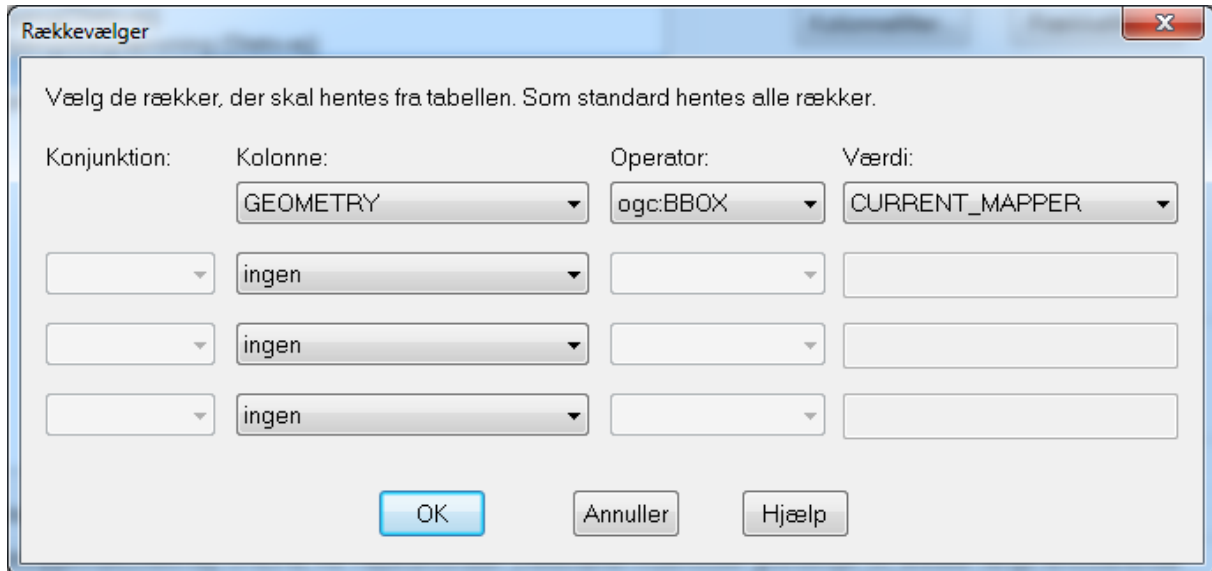 Rækkevælger
Vælg de rækker, der skal hentes fra tabellen. Som standard hentes alle rækker.
Konjunktion: Kolonne: Operator: Værdi:
GEOMETRY ogc:BBOX CURRENT_MAPPER
ingen
ingen
ingen
OK Annuller Hjælp